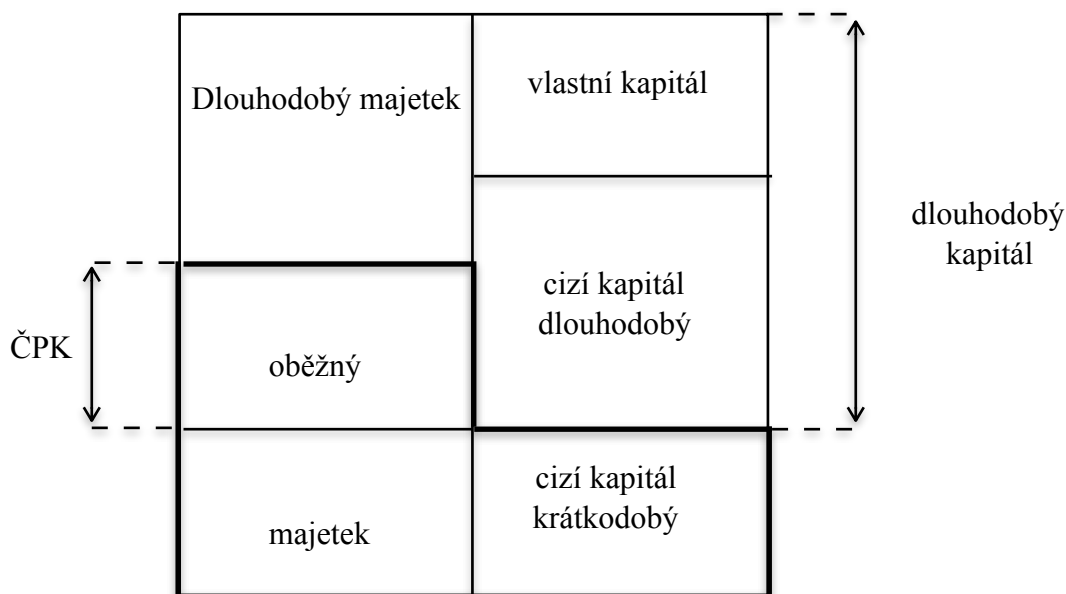 Dlouhodobý majetek
vlastní kapitál
dlouhodobý
kapitál
cizí kapitál
dlouhodobý
ČPK
oběžný
cizí kapitál
krátkodobý
majetek